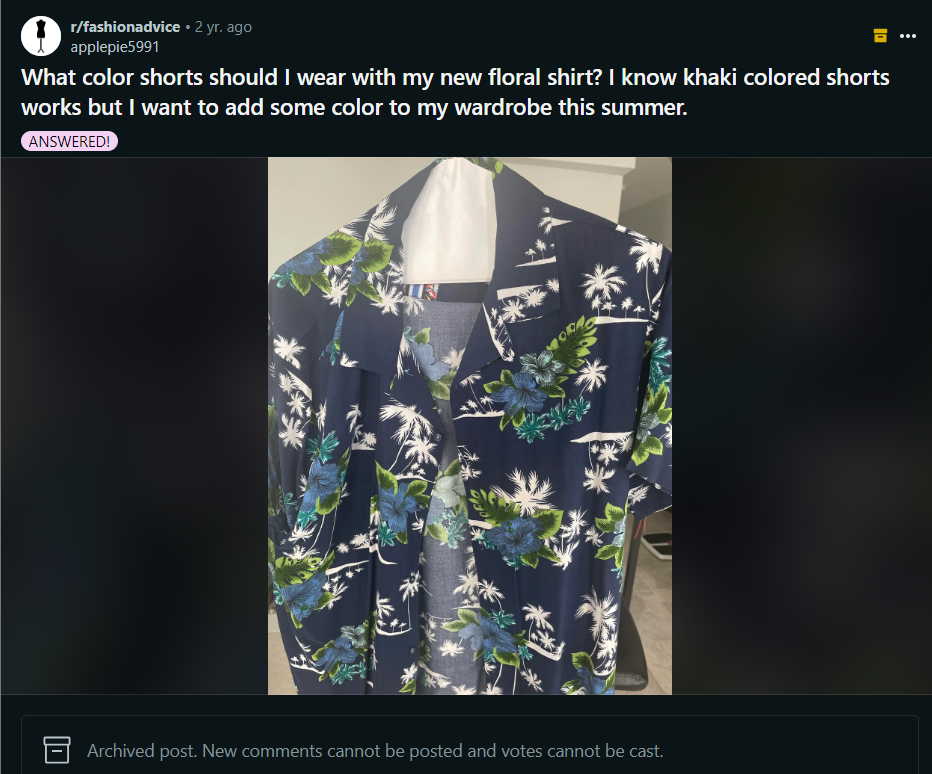 r/fashionadvice • 2 yr. ago
applepie5991
What color shorts should I wear with my new floral shirt? I know khaki colored shorts
works but I want to add some color to my wardrobe this summer.
ANSWERED!
Archived post. New comments cannot be posted and votes cannot be cast.